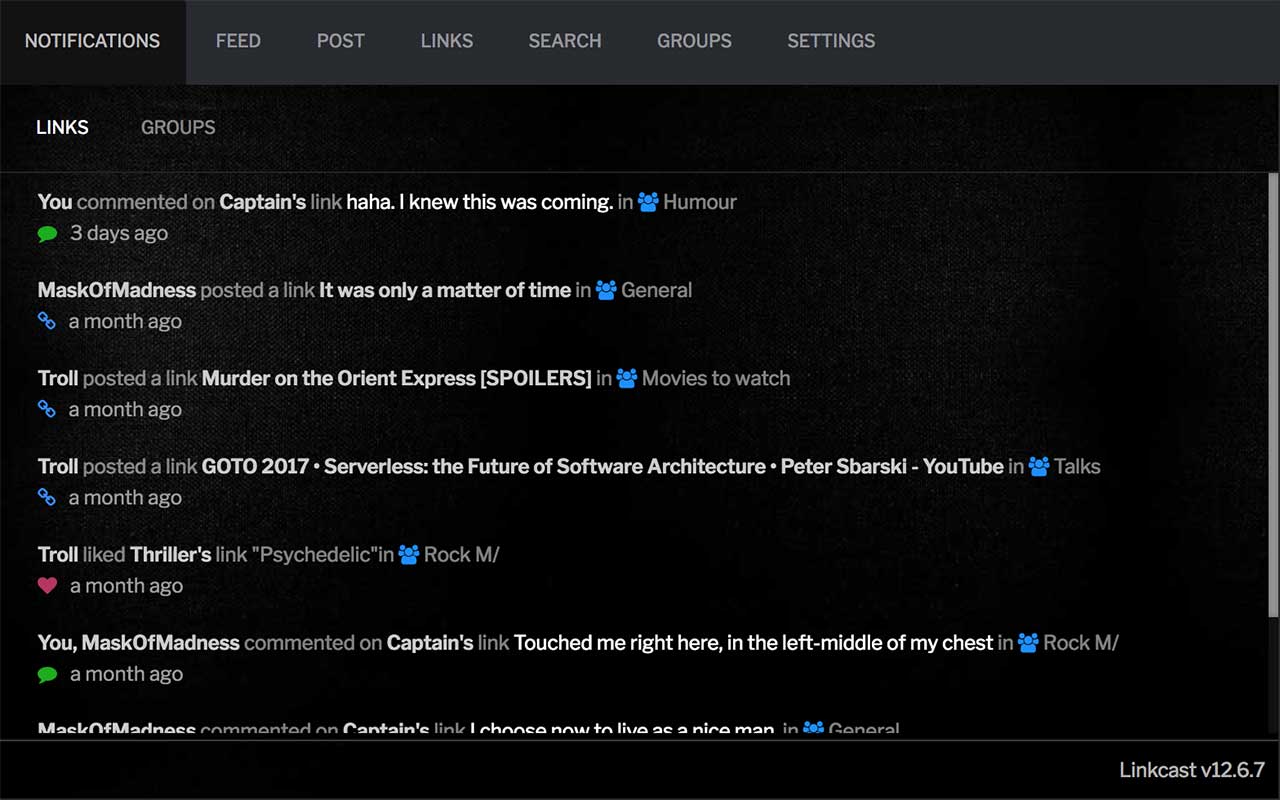 NOTIFICATIONS FEED POST LINKS SEARCH GROUPS SETTINGS
LINKS GROUPS
You commented on Captain's link haha. I knew this was coming. in Humour
3 days ago
MaskOfMadness posted a link It was only a matter of time in General
a month ago
Troll posted a link Murder on the Orient Express [SPOILERS] in Movies to watch
a month ago
Troll posted a link GOTO 2017 • Serverless: the Future of Software Architecture • Peter Sbarski - YouTube in Talks
a month ago
Troll liked Thriller's link "Psychedelic"in Rock M/
a month ago
You, MaskOfMadness commented on Captain's link Touched me right here, in the left-middle of my chest in Rock M/
a month ago
MaskOfMadness commented on Captain's link I choose now to live as a nice man. in General
Linkcast v12.6.7